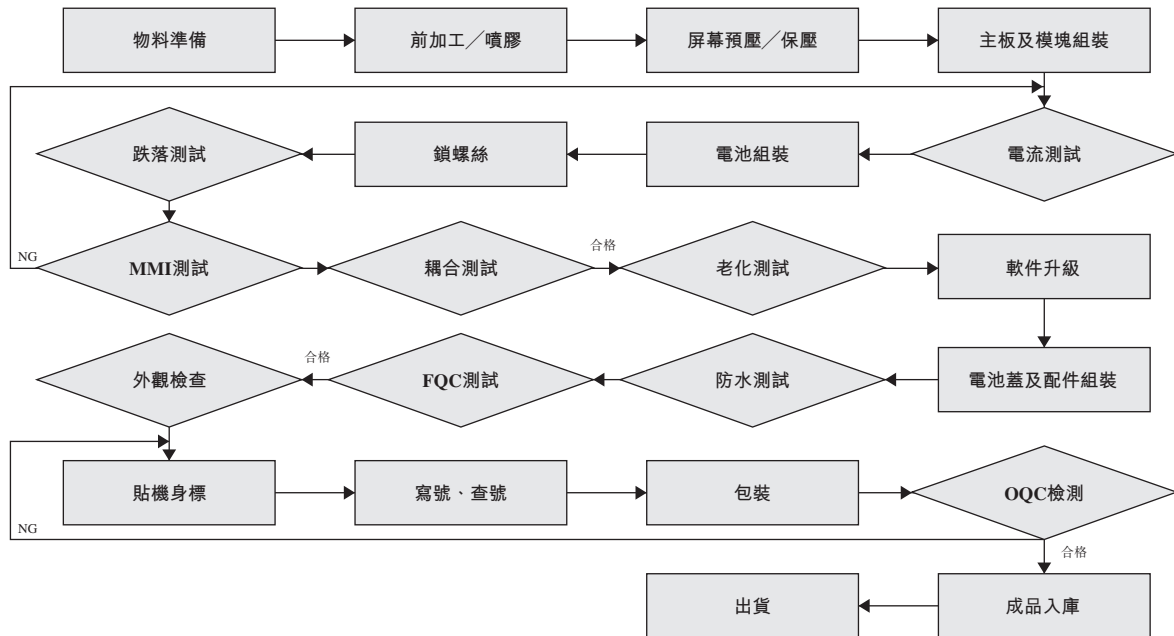 物料準備
前加工／噴膠
屏幕預壓／保壓
主板及模塊組裝
跌落測試
鎖螺絲
電池組裝
電流測試
NG
MMI測試
耦合測試
合格
老化測試
軟件升級
外觀檢查
合格
FQC測試
防水測試
電池蓋及配件組裝
貼機身標
寫號、查號
包裝
OQC檢測
NG
合格
出貨
成品入庫